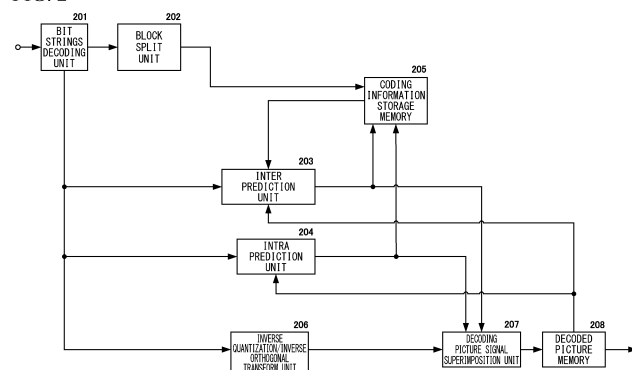 201
BIT
STRINGS
DECODING
UNIT
202
BLOCK
SPLIT
UNIT
205
CODING
INFORMATION
STORAGE
MEMORY
203
INTER
PREDICTION
UNIT
204
INTRA
PREDICTION
UNIT
206
INVERSE
QUANTIZATION/INVERSE
ORTHOGONAL
TRANSFORM UNIT
207
DECODING
PICTURE SIGNAL
SUPERIMPOSITION UNIT
208
DECODED
PICTURE
MEMORY